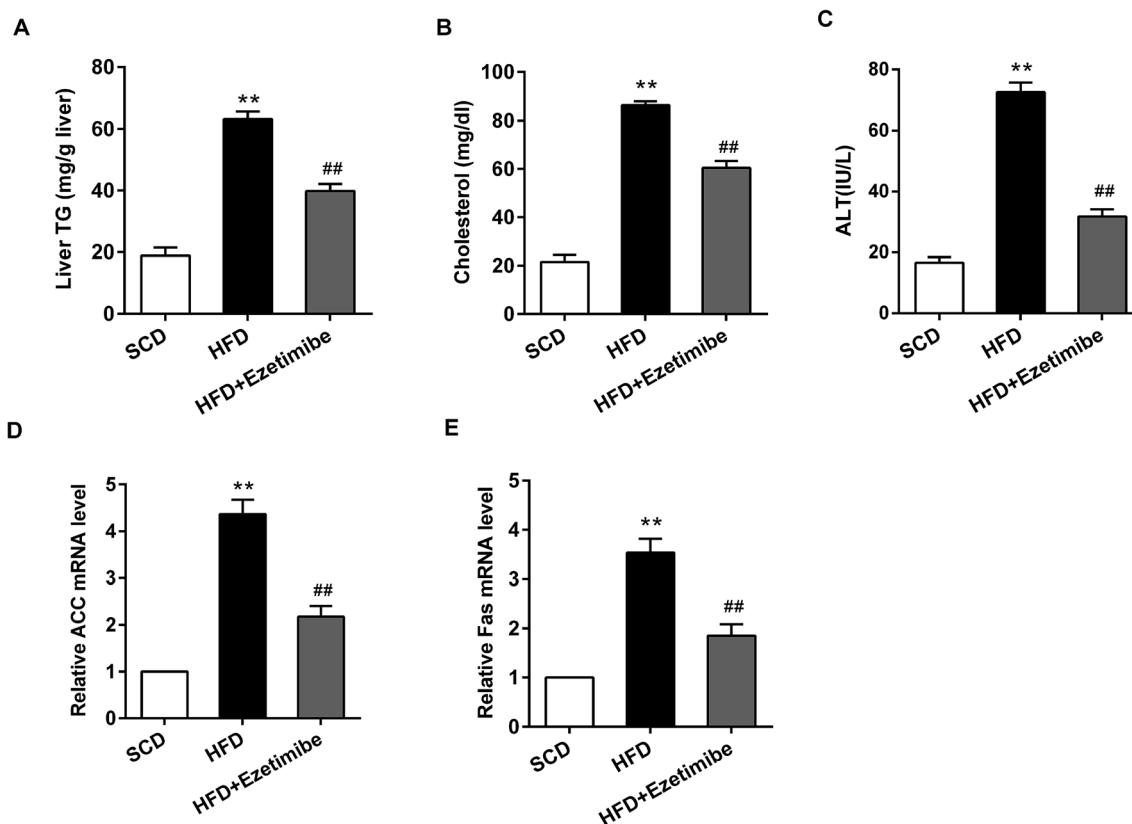 A
Liver TG (mg/g liver)
80
60
40
20
0
**
##
SCD
HFD
HFD+Ezetimibe
B
Cholesterol (mg/dl)
100
80
60
40
20
0
**
##
SCD
HFD
HFD+Ezetimibe
C
ALT(IU/L)
80
60
40
20
0
**
##
SCD
HFD
HFD+Ezetimibe
D
Relative ACC mRNA level
5
4
3
2
1
0
**
##
SCD
HFD
HFD+Ezetimibe
E
Relative Fas mRNA level
5
4
3
2
1
0
**
##
SCD
HFD
HFD+Ezetimibe